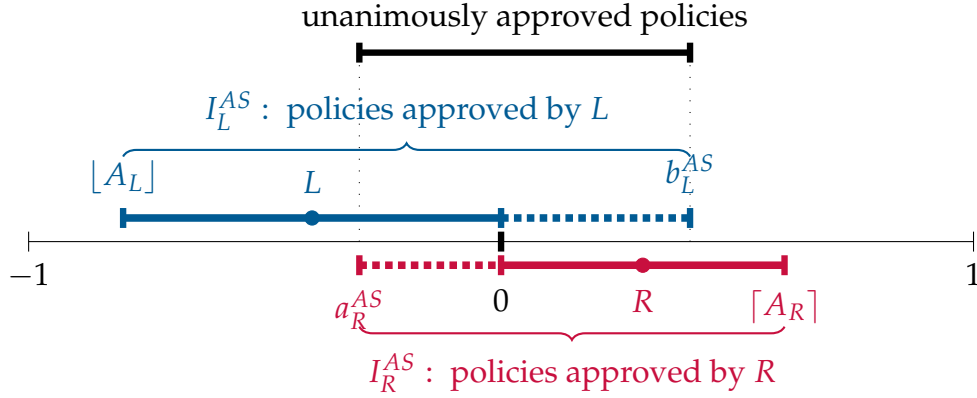 unanimously approved policies
I_L^{AS} : policies approved by L
⌊A_L⌋
L
b_L^{AS}
−1
1
a_R^{AS}
0
R
⌈A_R⌉
I_R^{AS} : policies approved by R